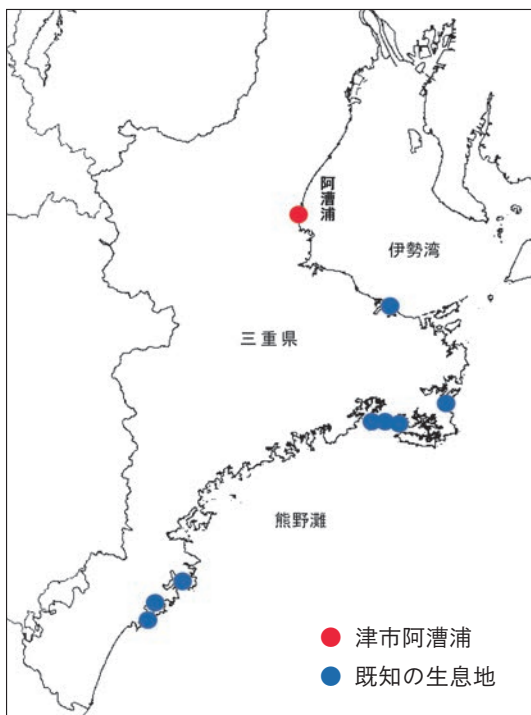 阿漕浦
伊勢湾
三重県
熊野灘
津市阿漕浦
既知の生息地